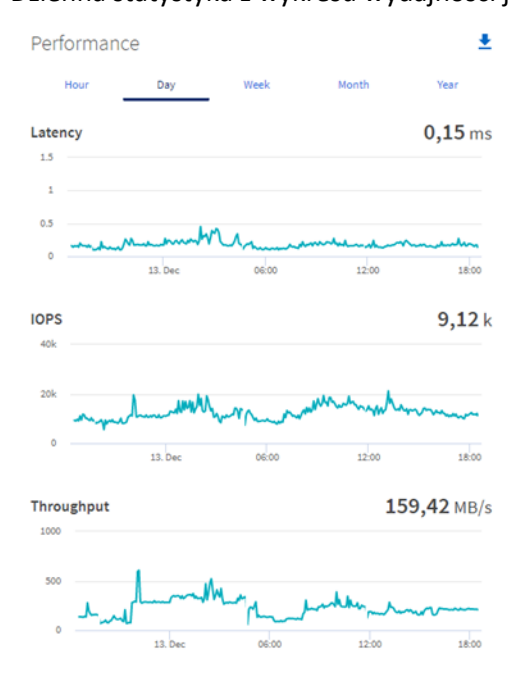 Performance
Hour Day Week Month Year
Latency 0,15 ms
1.5
1
0.5
0
13. Dec 06:00 12:00 18:00
IOPS 9,12 k
40k
20k
0
13. Dec 06:00 12:00 18:00
Throughput 159,42 MB/s
1000
500
0
13. Dec 06:00 12:00 18:00